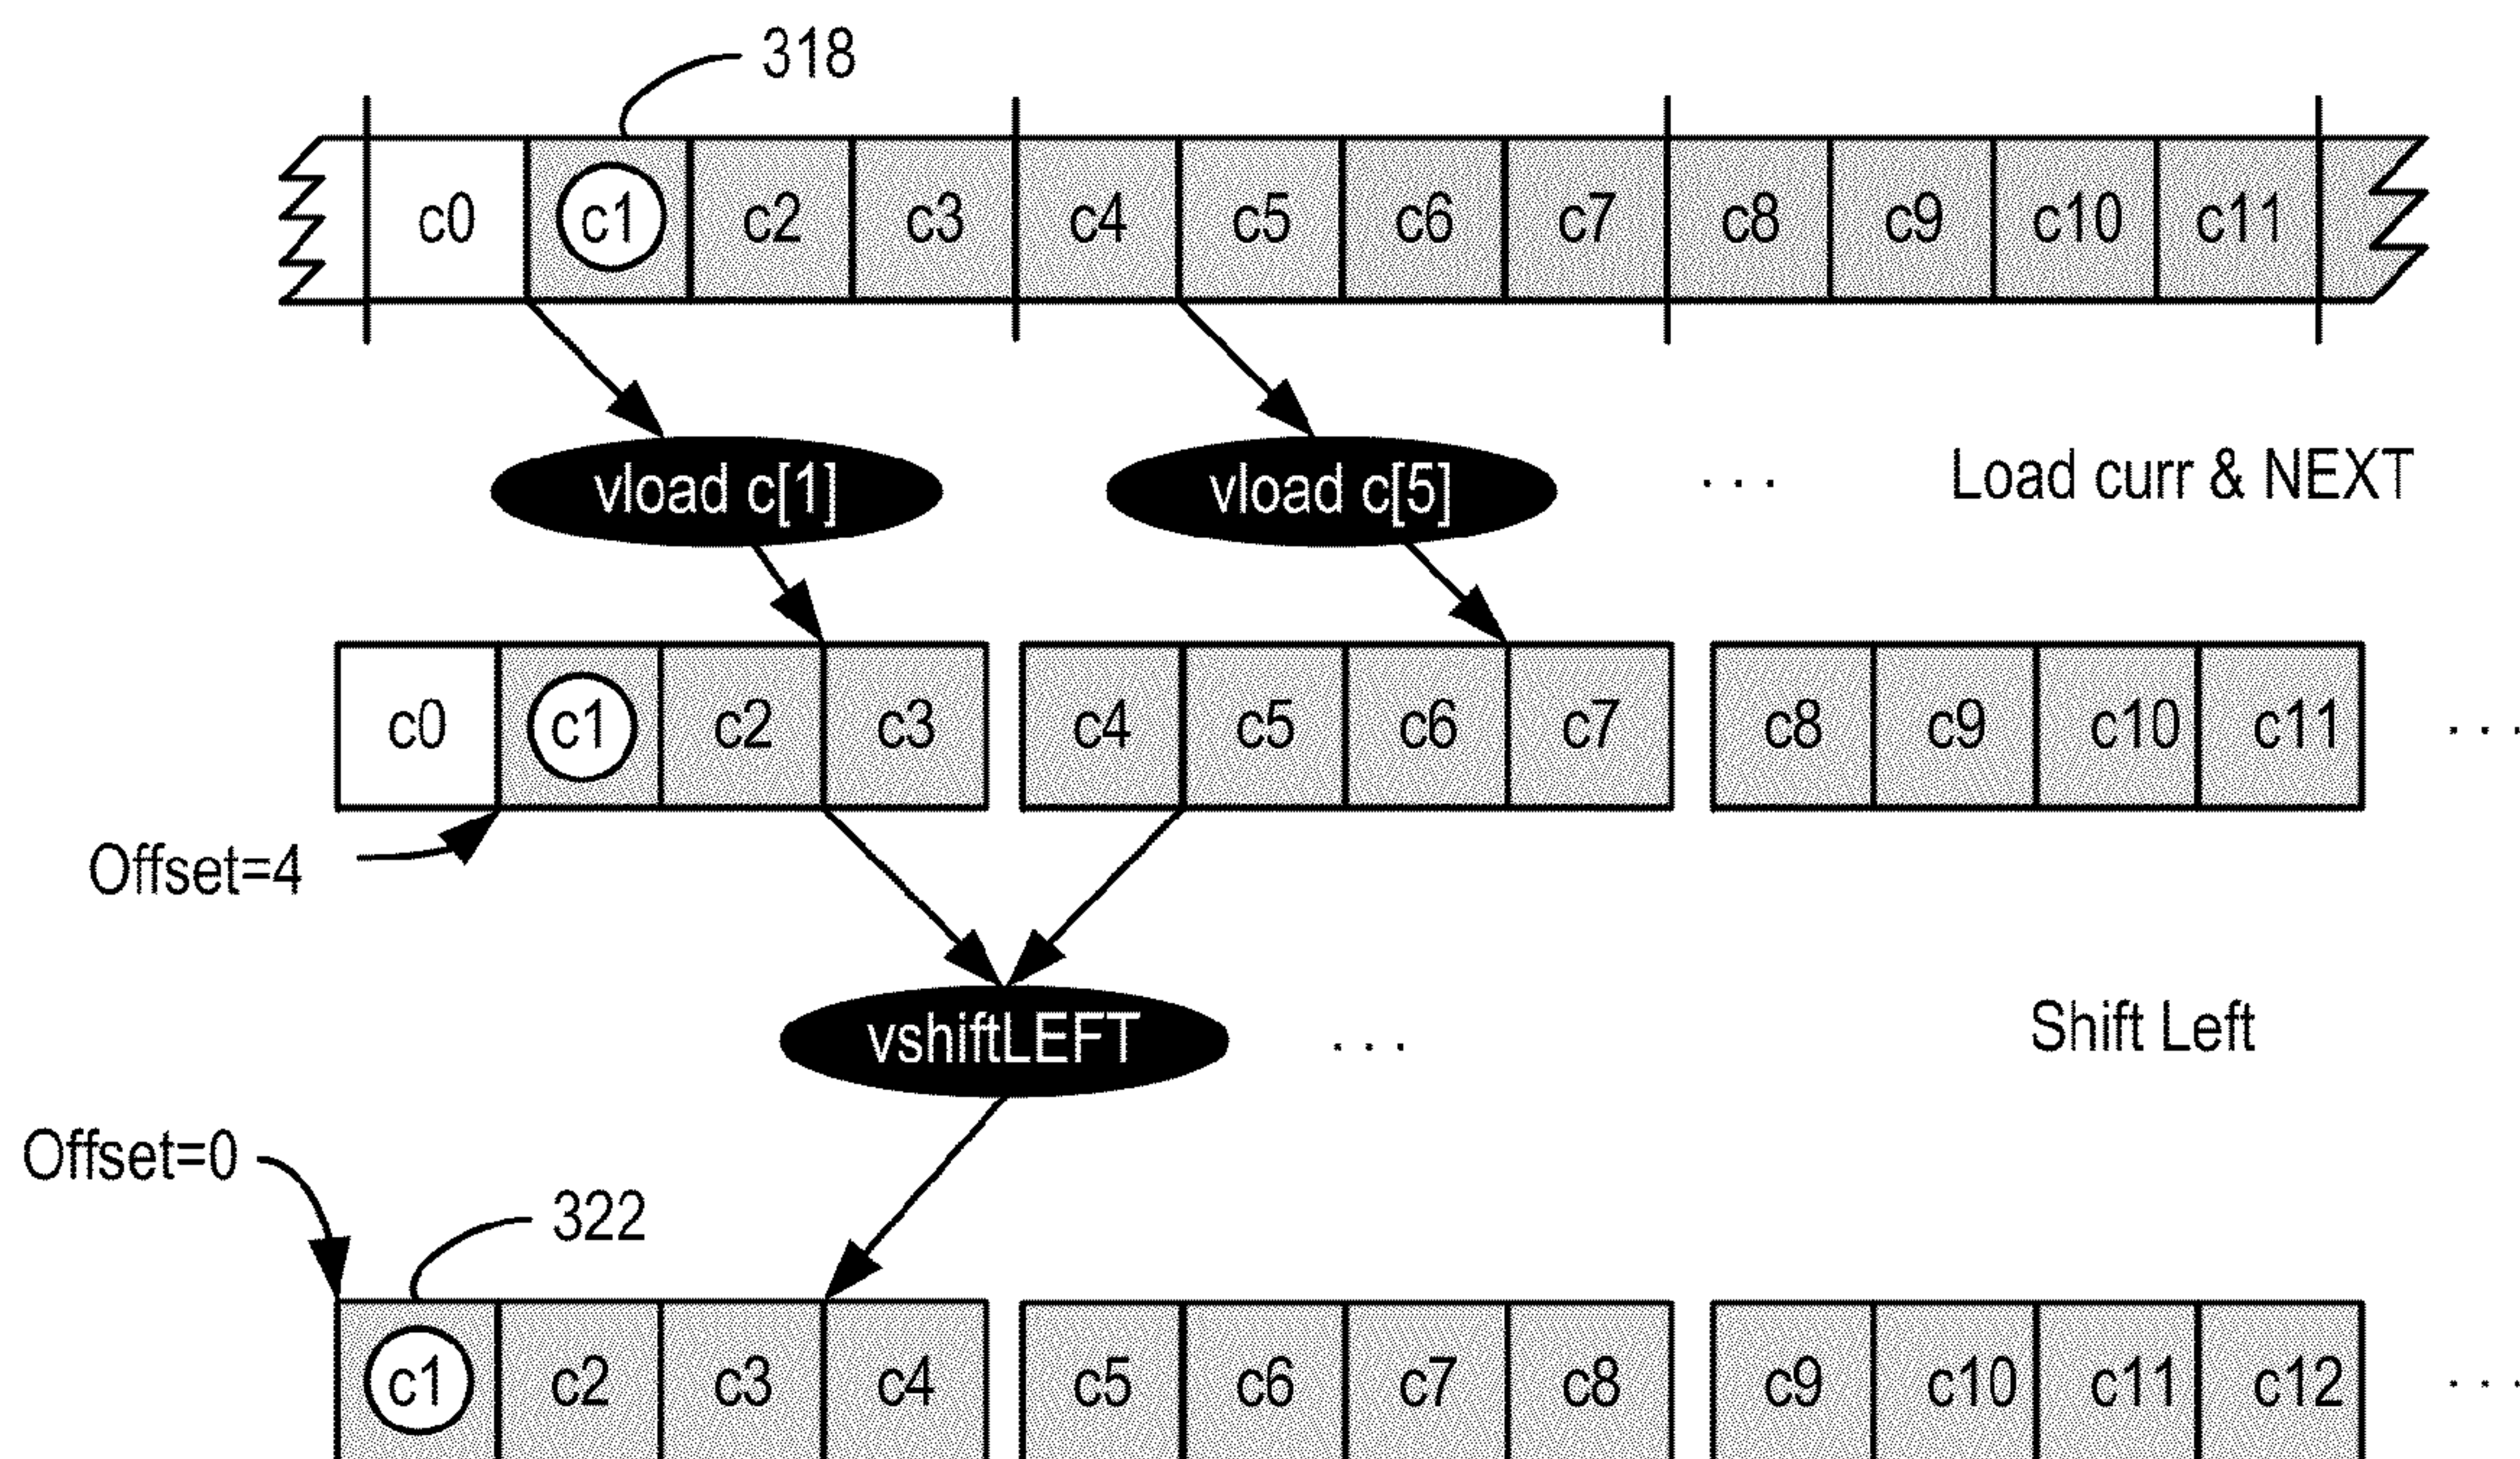 318
c0 c1 c2 c3 c4 c5 c6 c7 c8 c9 c10 c11
vload c[1] vload c[5] . . . Load curr & NEXT
c0 c1 c2 c3 c4 c5 c6 c7 c8 c9 c10 c11 . . .
Offset=4
vshiftLEFT . . . Shift Left
Offset=0
322
c1 c2 c3 c4 c5 c6 c7 c8 c9 c10 c11 c12 . . .